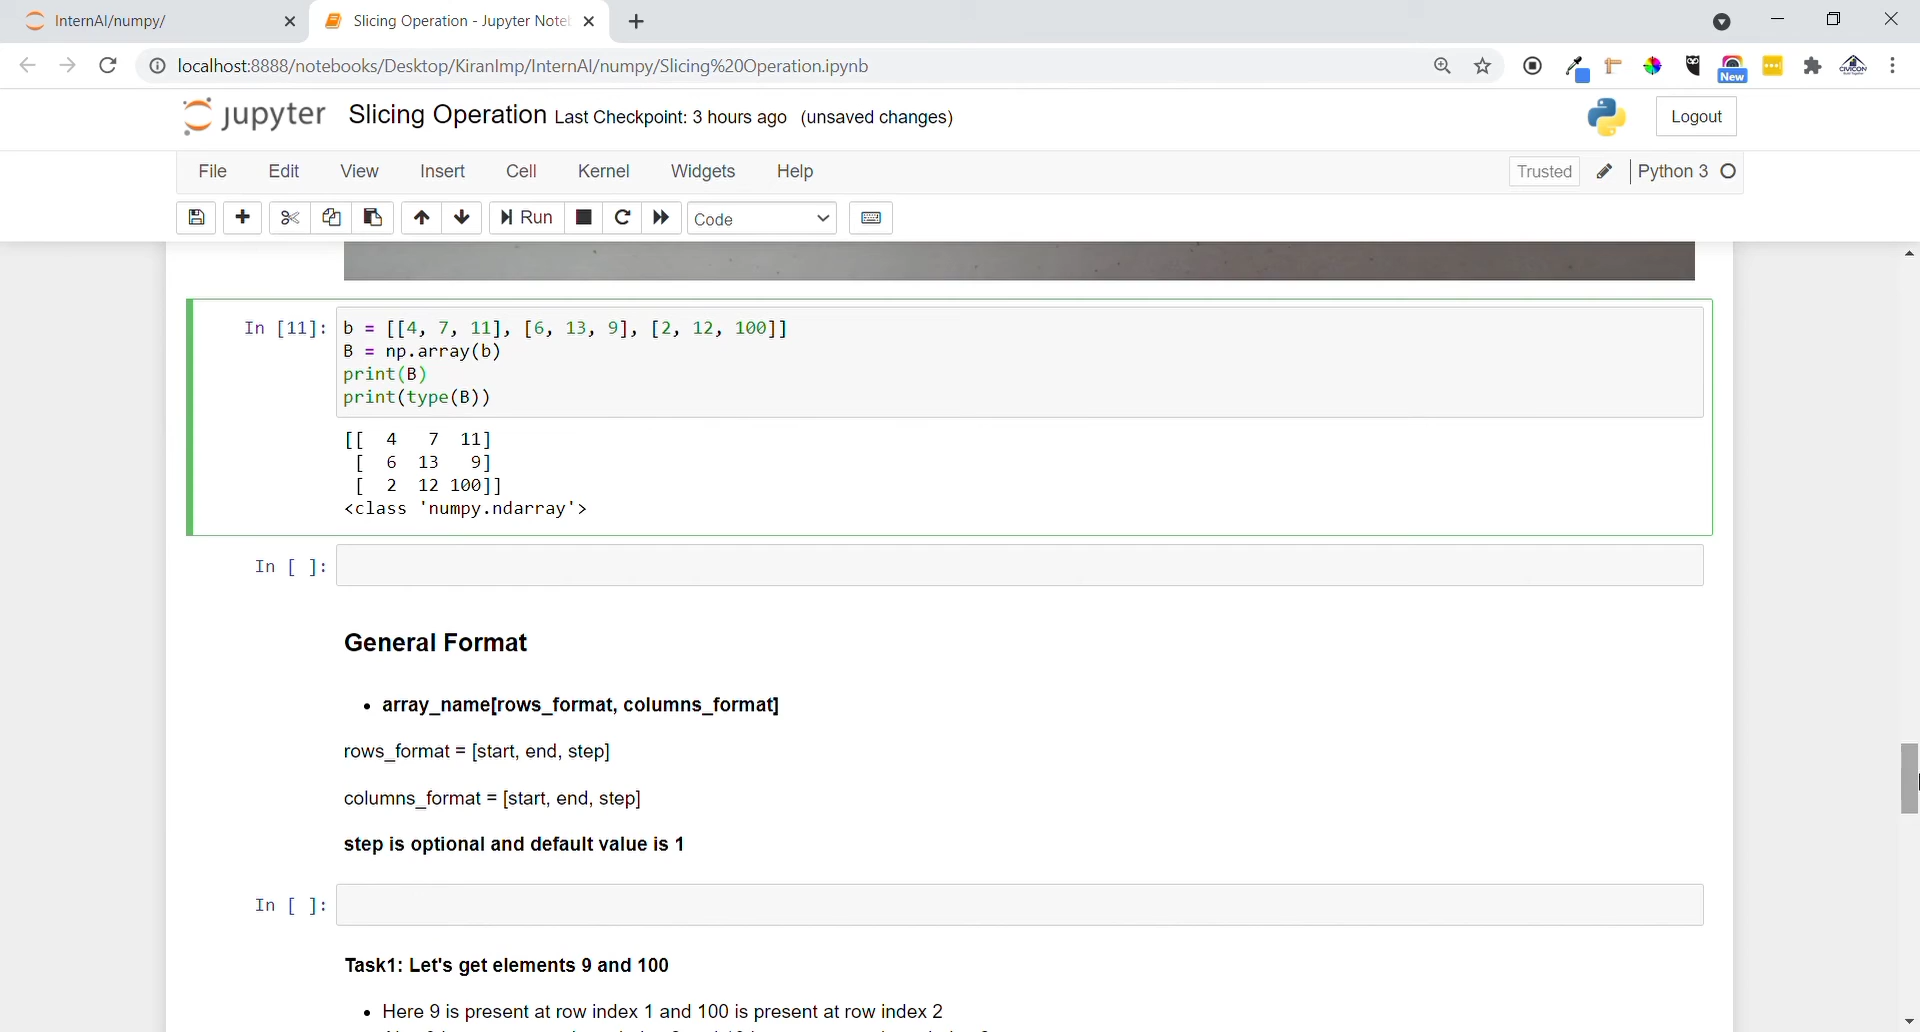 InternAI/numpy/
Slicing Operation - Jupyter Note
localhost:8888/notebooks/Desktop/KiranImp/InternAI/numpy/Slicing%20Operation.ipynb
New
CIVICON
jupyter Slicing Operation Last Checkpoint: 3 hours ago (unsaved changes)
Logout
File Edit View Insert Cell Kernel Widgets Help
Trusted Python 3
Run Code
In [11]: b = [[4, 7, 11], [6, 13, 9], [2, 12, 100]]
B = np.array(b)
print(B)
print(type(B))
[[  4   7  11]
[  6  13   9]
[  2  12 100]]
<class 'numpy.ndarray'>
In [ ]:
General Format
• array_name[rows_format, columns_format]
rows_format = [start, end, step]
columns_format = [start, end, step]
step is optional and default value is 1
In [ ]:
Task1: Let's get elements 9 and 100
• Here 9 is present at row index 1 and 100 is present at row index 2